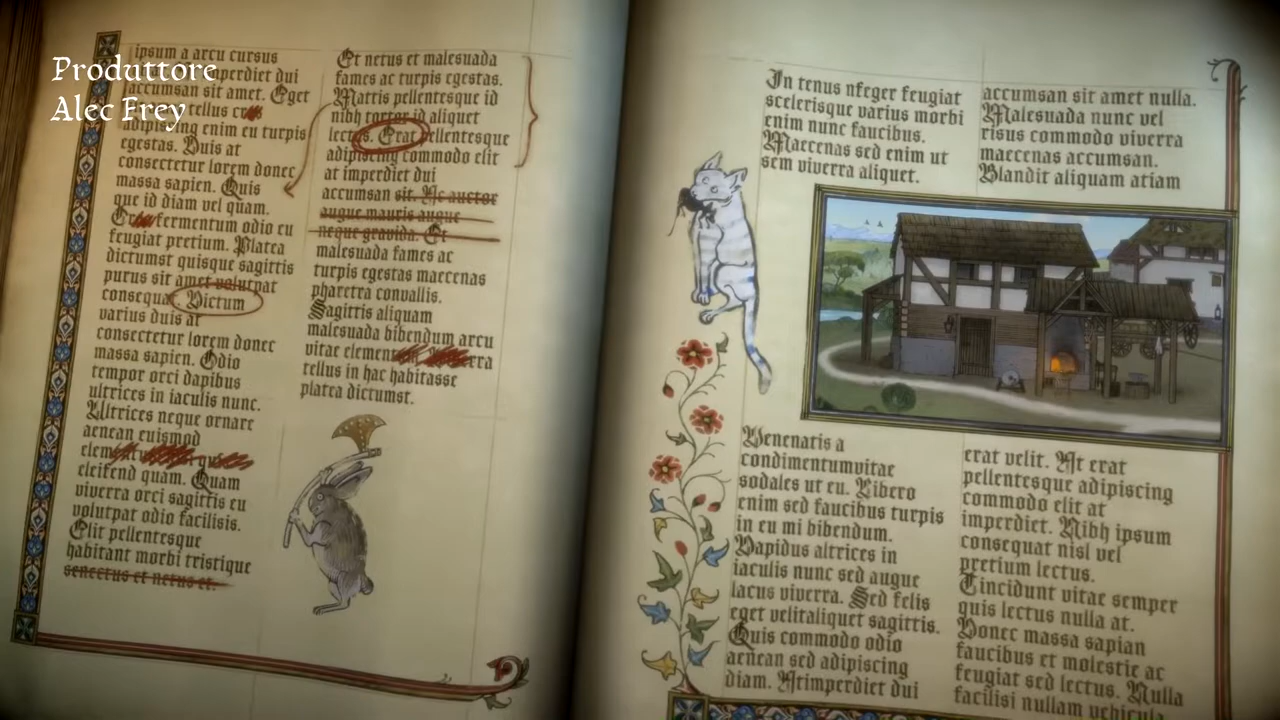 Produttore
Alec Frey
ipsum a arcu cursus
imperdiet dui
accumsan sit amet. Eget
tellus
adipiscing enim eu turpis
egestas. Duis at
consectetur lorem donec
massa sapien. Quis
que id diam vel quam.
fermentum odio eu
feugiat pretium. Platea
dictumst quisque sagittis
purus sit amet volutpat
consequat Dictum
varius duis at
consectetur lorem donec
massa sapien. Odio
tempor orci dapibus
ultrices in iaculis nunc.
Ultrices neque ornare
aenean euismod
eleifend quam. Quam
viverra orci sagittis eu
volutpat odio facilisis.
Elit pellentesque
habitant morbi tristique
senectus et netus et.
Et netus et malesuada
fames ac turpis egestas.
Mattis pellentesque id
nibh tortor id aliquet
lectus. Erat pellentesque
adipiscing commodo elit
at imperdiet dui
accumsan sit. Ac auctor
augue mauris augue
neque gravida. Et
malesuada fames ac
turpis egestas maecenas
pharetra convallis.
Sagittis aliquam
malesuada bibendum arcu
vitae
tellus in hac habitasse
platea dictumst.
In tenus nfeger feugiat
scelerisque varius morbi
enim nunc faucibus.
Maecenas sed enim ut
sem viverra aliquet.
accumsan sit amet nulla.
Malesuada nunc vel
risus commodo viverra
maecenas accumsan.
Blandit aliquam atiam
Venenatis a
condimentumvitae
sodales ut eu. Libero
enim sed faucibus turpis
in eu mi bibendum.
Dapidus altrices in
iaculis nunc sed augue
lacus viverra. Sed felis
eget velitaliquet sagittis.
Quis commodo odio
aenean sed adipiscing
diam. Atimperdiet dui
erat velit. At erat
pellentesque adipiscing
commodo elit at
imperdiet. Nibh ipsum
consequat nisl vel
pretium lectus.
Tincidunt vitae semper
quis lectus nulla at.
Donec massa sapian
faucibus et molestie ac
feugiat sed lectus. Nulla
facilisi nullam vehicula